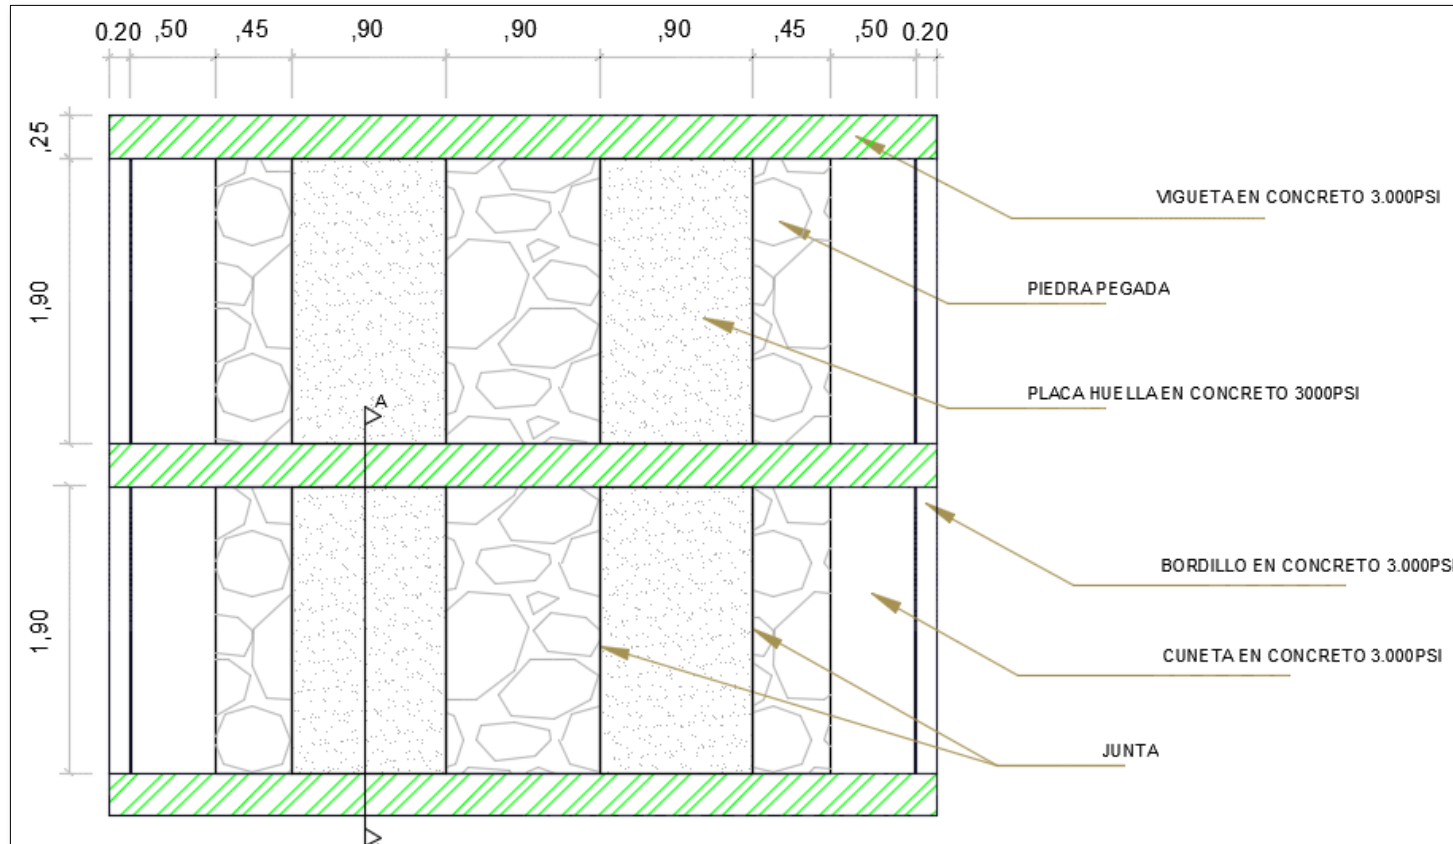 0.20 ,50 ,45 ,90 ,90 ,90 ,45 ,50 0.20
,25
VIGUETA EN CONCRETO 3.000PSI
1,90
PIEDRA PEGADA
PLACA HUELLA EN CONCRETO 3000PSI
A
BORDILLO EN CONCRETO 3.000PSI
1,90
CUNETA EN CONCRETO 3.000PSI
JUNTA